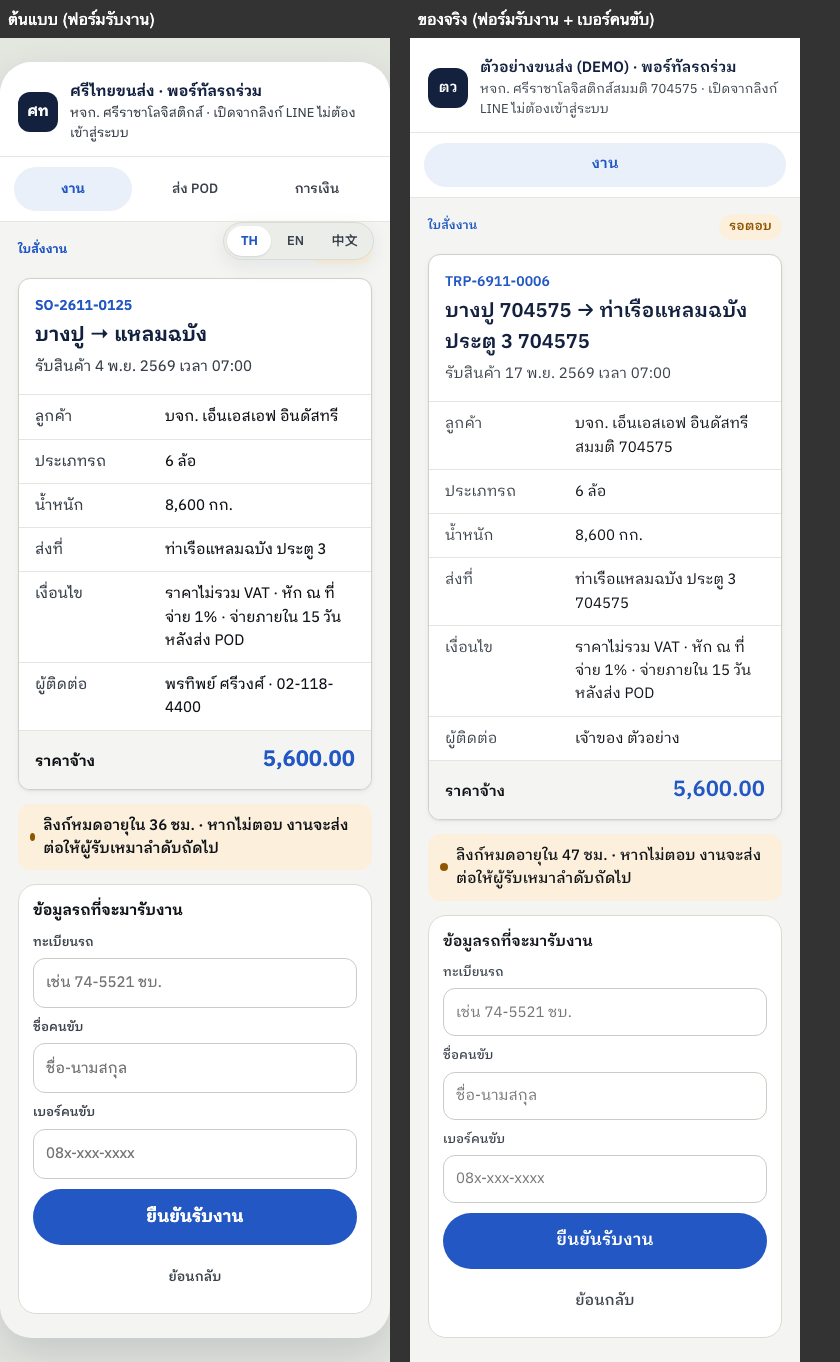 ต้นแบบ (ฟอร์มรับงาน)
ศท
ศรีไทยขนส่ง · พอร์ทัลรถร่วม
หจก. ศรีราชาโลจิสติกส์ · เปิดจากลิงก์ LINE ไม่ต้อง
เข้าสู่ระบบ
งาน
ส่ง POD
การเงิน
ใบสั่งงาน
TH
EN
中文
SO-2611-0125
บางปู → แหลมฉบัง
รับสินค้า 4 พ.ย. 2569 เวลา 07:00
ลูกค้า
บจก. เอ็นเอสเอฟ อินดัสทรี
ประเภทรถ
6 ล้อ
น้ำหนัก
8,600 กก.
ส่งที่
ท่าเรือแหลมฉบัง ประตู 3
เงื่อนไข
ราคาไม่รวม VAT · หัก ณ ที่
จ่าย 1% · จ่ายภายใน 15 วัน
หลังส่ง POD
ผู้ติดต่อ
พรทิพย์ ศรีวงศ์ · 02-118-
4400
ราคาจ้าง
5,600.00
ลิงก์หมดอายุใน 36 ชม. · หากไม่ตอบ งานจะส่ง
ต่อให้ผู้รับเหมาลำดับถัดไป
ข้อมูลรถที่จะมารับงาน
ทะเบียนรถ
เช่น 74-5521 ชบ.
ชื่อคนขับ
ชื่อ-นามสกุล
เบอร์คนขับ
08x-xxx-xxxx
ยืนยันรับงาน
ย้อนกลับ
ของจริง (ฟอร์มรับงาน + เบอร์คนขับ)
ตว
ตัวอย่างขนส่ง (DEMO) · พอร์ทัลรถร่วม
หจก. ศรีราชาโลจิสติกส์สมมติ 704575 · เปิดจากลิงก์
LINE ไม่ต้องเข้าสู่ระบบ
งาน
ใบสั่งงาน
รอตอบ
TRP-6911-0006
บางปู 704575 → ท่าเรือแหลมฉบัง
ประตู 3 704575
รับสินค้า 17 พ.ย. 2569 เวลา 07:00
ลูกค้า
บจก. เอ็นเอสเอฟ อินดัสทรี
สมมติ 704575
ประเภทรถ
6 ล้อ
น้ำหนัก
8,600 กก.
ส่งที่
ท่าเรือแหลมฉบัง ประตู 3
704575
เงื่อนไข
ราคาไม่รวม VAT · หัก ณ ที่
จ่าย 1% · จ่ายภายใน 15 วัน
หลังส่ง POD
ผู้ติดต่อ
เจ้าของ ตัวอย่าง
ราคาจ้าง
5,600.00
ลิงก์หมดอายุใน 47 ชม. · หากไม่ตอบ งานจะส่ง
ต่อให้ผู้รับเหมาลำดับถัดไป
ข้อมูลรถที่จะมารับงาน
ทะเบียนรถ
เช่น 74-5521 ชบ.
ชื่อคนขับ
ชื่อ-นามสกุล
เบอร์คนขับ
08x-xxx-xxxx
ยืนยันรับงาน
ย้อนกลับ